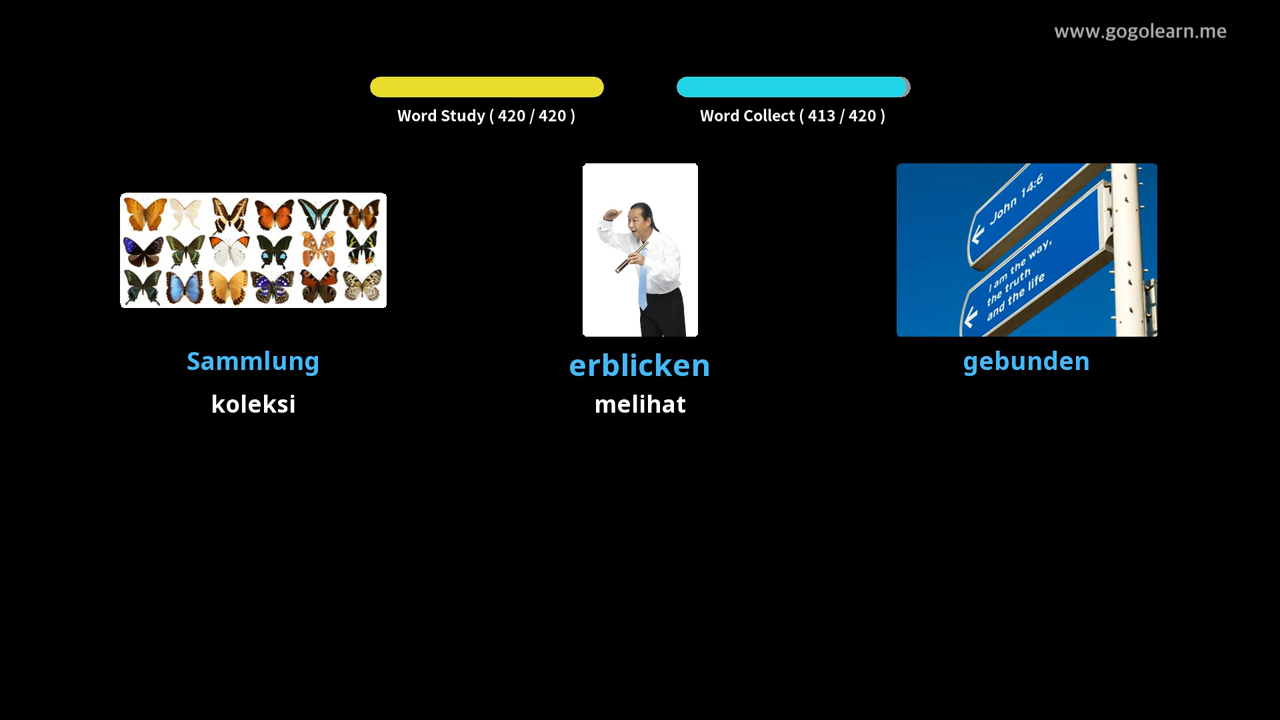 www.gogolearn.me
Word Study ( 420 / 420 )
Word Collect ( 413 / 420 )
John 14:6
I am the way,
the truth
and the life
Sammlung
erblicken
gebunden
koleksi
melihat